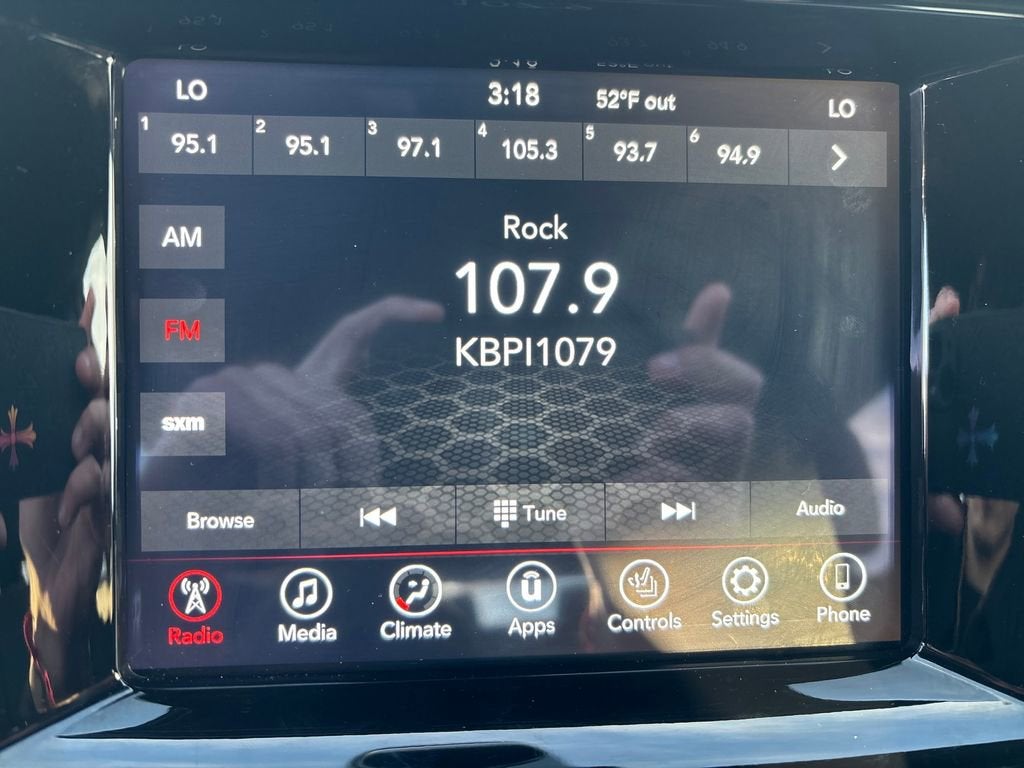 LO 3:18 52°F out LO
1 95.1 2 95.1 3 97.1 4 105.3 5 93.7 6 94.9
Rock
AM
107.9
FM
KBPI1079
sxm
Browse Tune Audio
Radio Media Climate Apps Controls Settings Phone